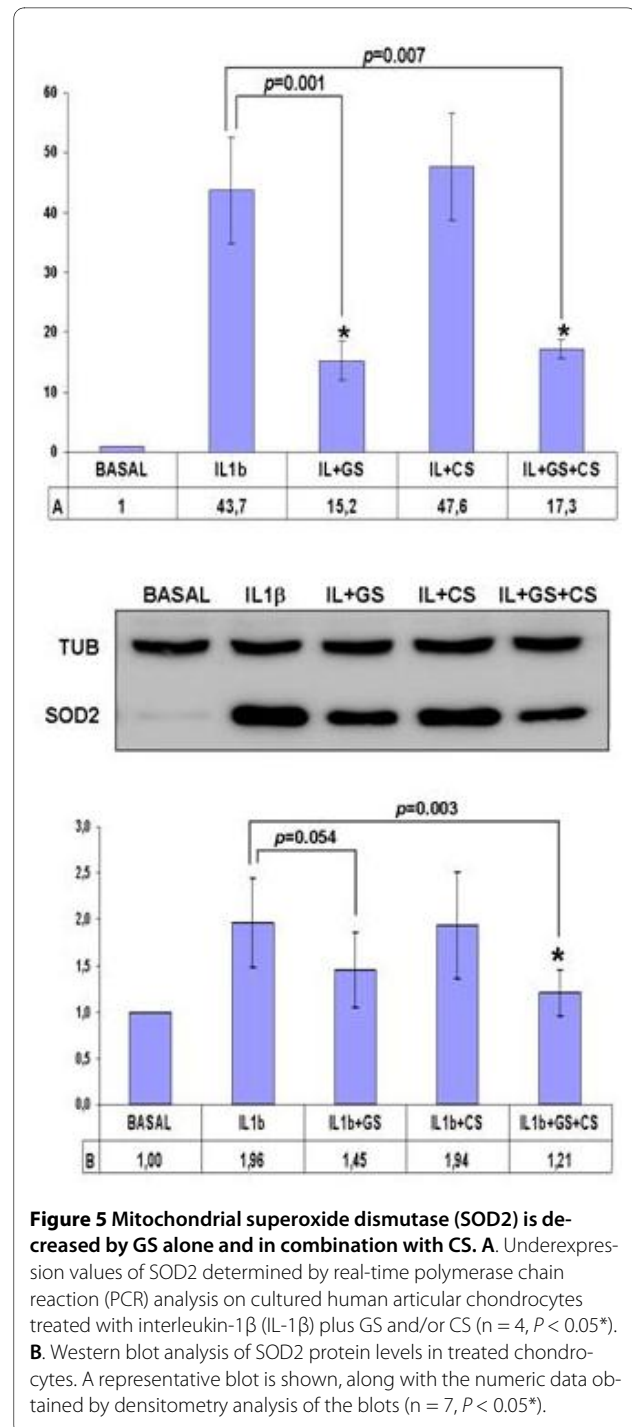 p=0.007
p=0.001
60
50
40
30
20
10
0
*
*
BASAL IL1b IL+GS IL+CS IL+GS+CS
A 1 43,7 15,2 47,6 17,3
BASAL IL1β IL+GS IL+CS IL+GS+CS
TUB
SOD2
p=0.003
p=0.054
3,0
2,5
2,0
1,5
1,0
0,5
0,0
*
BASAL IL1b IL1b+GS IL1b+CS IL1b+GS+CS
B 1,00 1,96 1,45 1,94 1,21
Figure 5 Mitochondrial superoxide dismutase (SOD2) is de-
creased by GS alone and in combination with CS. A. Underexpres-
sion values of SOD2 determined by real-time polymerase chain
reaction (PCR) analysis on cultured human articular chondrocytes
treated with interleukin-1β (IL-1β) plus GS and/or CS (n = 4, P < 0.05*).
B. Western blot analysis of SOD2 protein levels in treated chondro-
cytes. A representative blot is shown, along with the numeric data ob-
tained by densitometry analysis of the blots (n = 7, P < 0.05*).